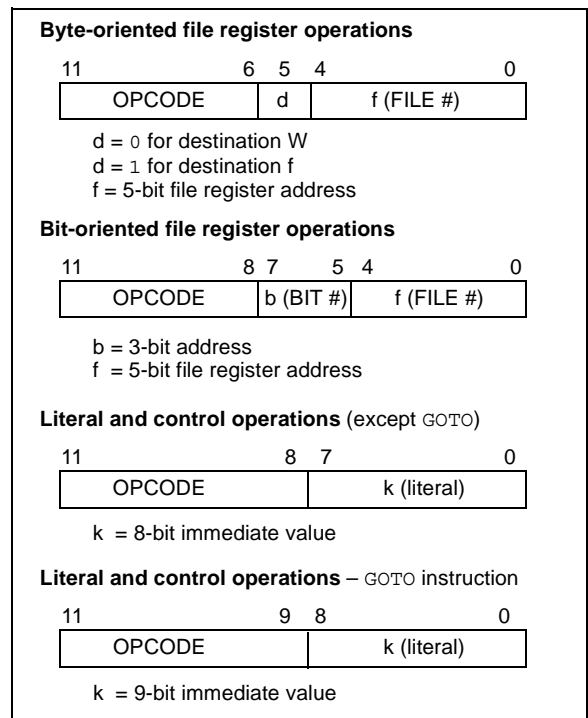 Byte-oriented file register operations
11 6 5 4 0
OPCODE d f (FILE #)
d = 0 for destination W
d = 1 for destination f
f = 5-bit file register address
Bit-oriented file register operations
11 8 7 5 4 0
OPCODE b (BIT #) f (FILE #)
b = 3-bit address
f = 5-bit file register address
Literal and control operations (except GOTO)
11 8 7 0
OPCODE k (literal)
k = 8-bit immediate value
Literal and control operations – GOTO instruction
11 9 8 0
OPCODE k (literal)
k = 9-bit immediate value